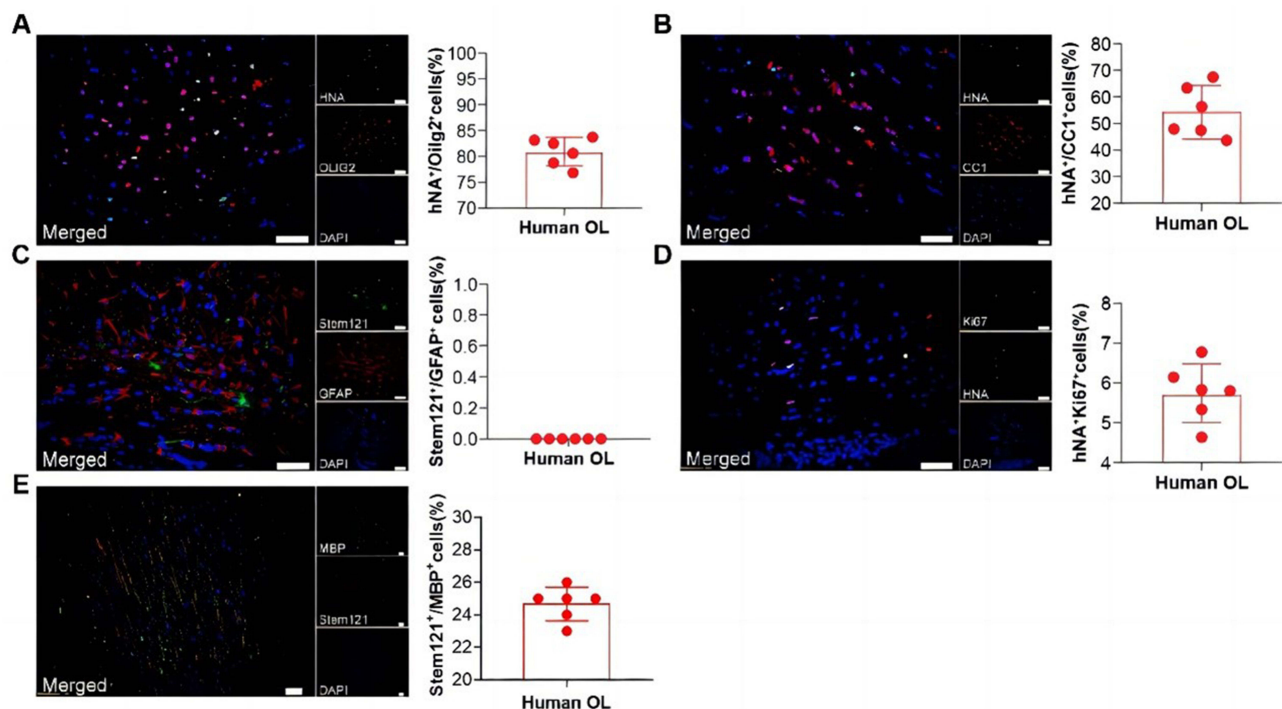 A
HNA
OLIG2
DAPI
Merged
hNA+/Oilg2+cells(%)
100
95
90
85
80
75
70
Human OL
B
HNA
CC1
DAPI
Merged
hNA+/CC1+cells(%)
80
70
60
50
40
30
20
Human OL
C
Stem121
GFAP
DAPI
Merged
Stem121+/GFAP+ cells(%)
1.0
0.8
0.6
0.4
0.2
0.0
Human OL
D
Ki67
HNA
DAPI
Merged
hNA+Ki67+cells(%)
8
7
6
5
4
Human OL
E
MBP
Stem121
DAPI
Merged
Stem121+/MBP+cells(%)
30
28
26
24
22
20
Human OL